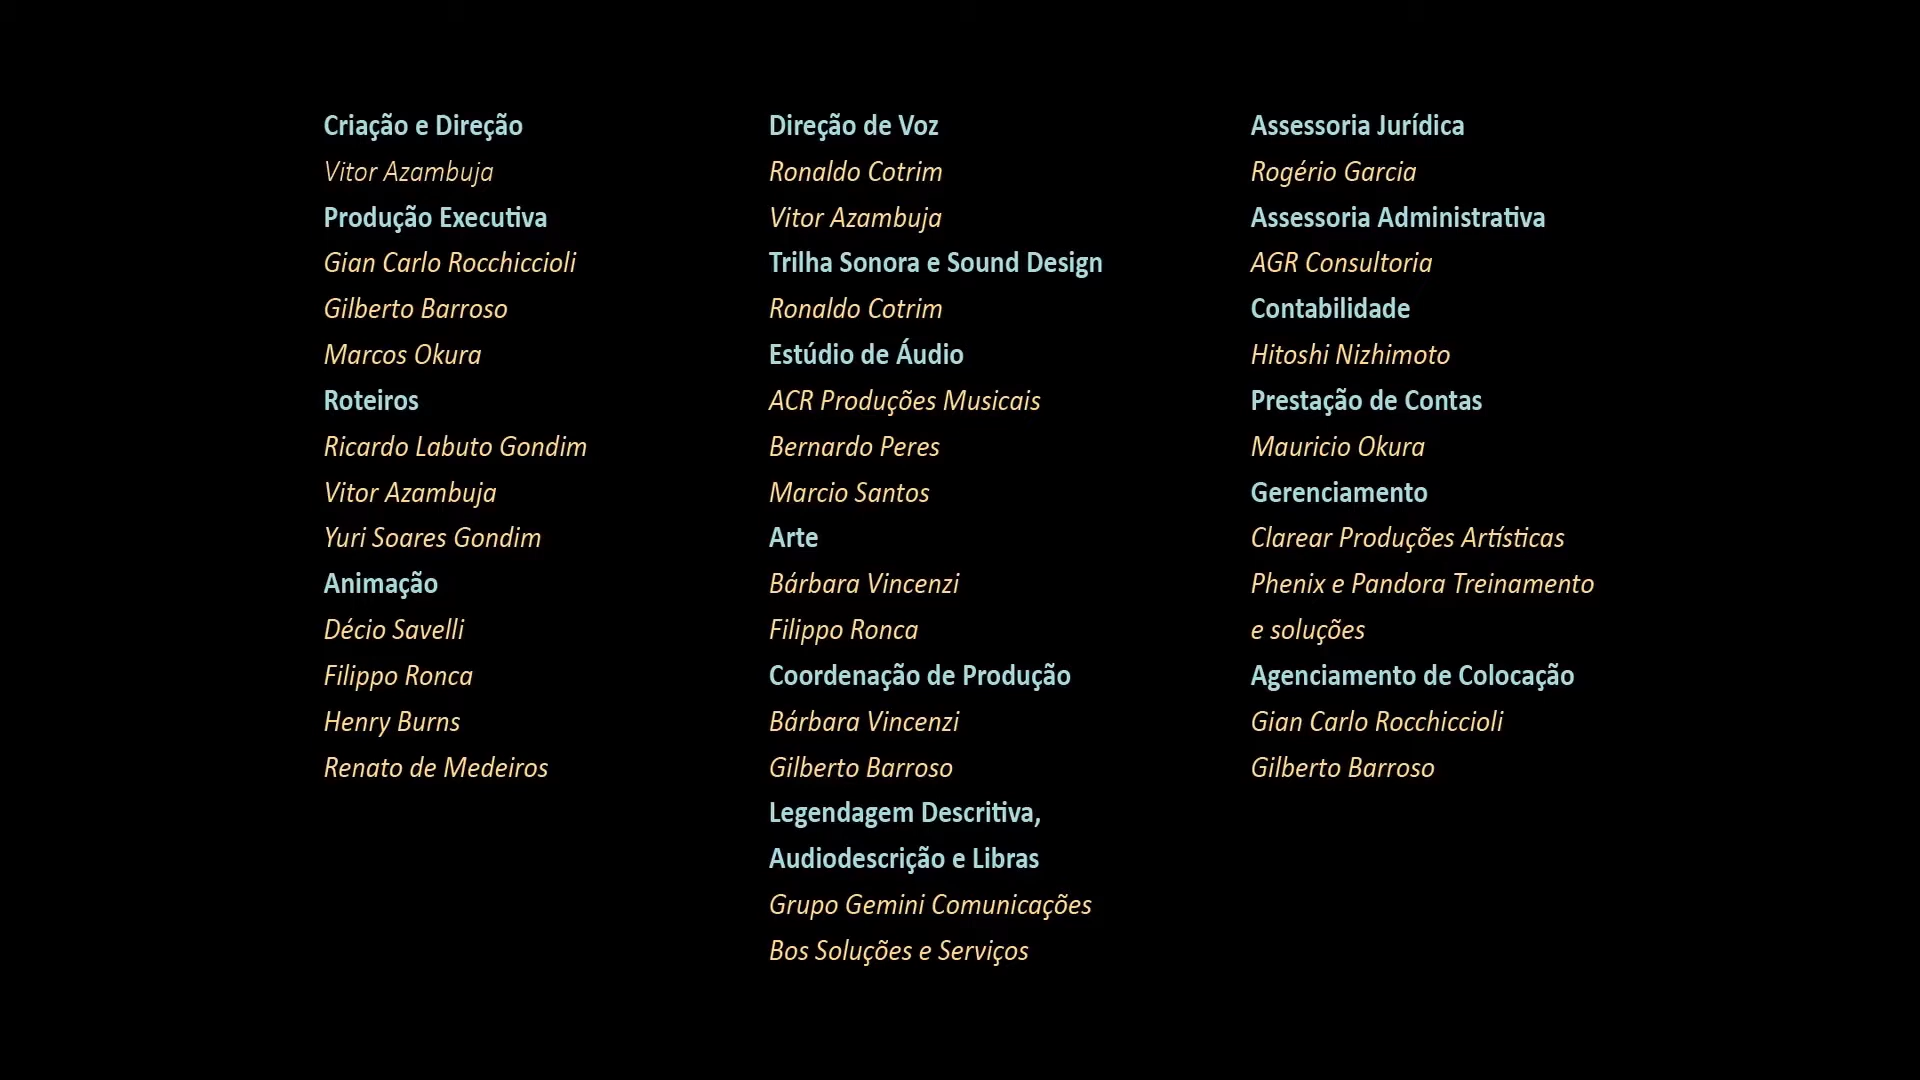 Criação e Direção
Vitor Azambuja
Produção Executiva
Gian Carlo Rocchiccioli
Gilberto Barroso
Marcos Okura
Roteiros
Ricardo Labuto Gondim
Vitor Azambuja
Yuri Soares Gondim
Animação
Décio Savelli
Filippo Ronca
Henry Burns
Renato de Medeiros
Direção de Voz
Ronaldo Cotrim
Vitor Azambuja
Trilha Sonora e Sound Design
Ronaldo Cotrim
Estúdio de Áudio
ACR Produções Musicais
Bernardo Peres
Marcio Santos
Arte
Bárbara Vincenzi
Filippo Ronca
Coordenação de Produção
Bárbara Vincenzi
Gilberto Barroso
Legendagem Descritiva,
Audiodescrição e Libras
Grupo Gemini Comunicações
Bos Soluções e Serviços
Assessoria Jurídica
Rogério Garcia
Assessoria Administrativa
AGR Consultoria
Contabilidade
Hitoshi Nizhimoto
Prestação de Contas
Mauricio Okura
Gerenciamento
Clarear Produções Artísticas
Phenix e Pandora Treinamento
e soluções
Agenciamento de Colocação
Gian Carlo Rocchiccioli
Gilberto Barroso